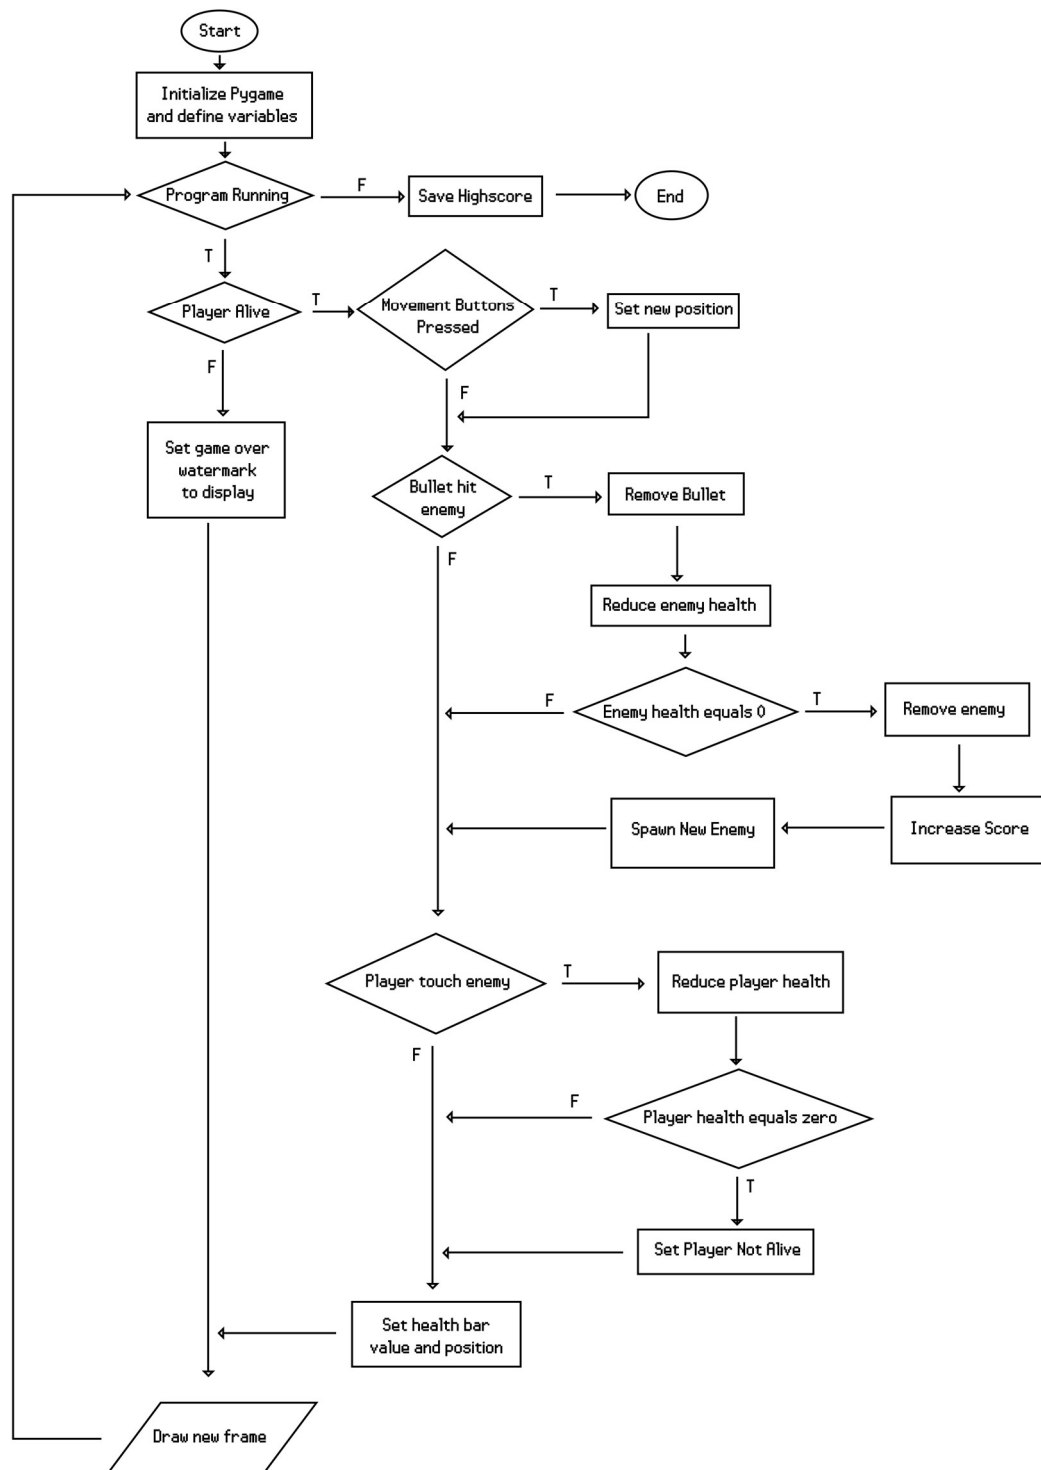 Start
Initialize Pygame
and define variables
Program Running
F
Save Highscore
End
T
Player Alive
T
Movement Buttons
Pressed
T
Set new position
F
F
Set game over
watermark
to display
Bullet hit
enemy
T
Remove Bullet
F
Reduce enemy health
F
Enemy health equals 0
T
Remove enemy
Spawn New Enemy
Increase Score
Player touch enemy
T
Reduce player health
F
F
Player health equals zero
T
Set Player Not Alive
Set health bar
value and position
Draw new frame